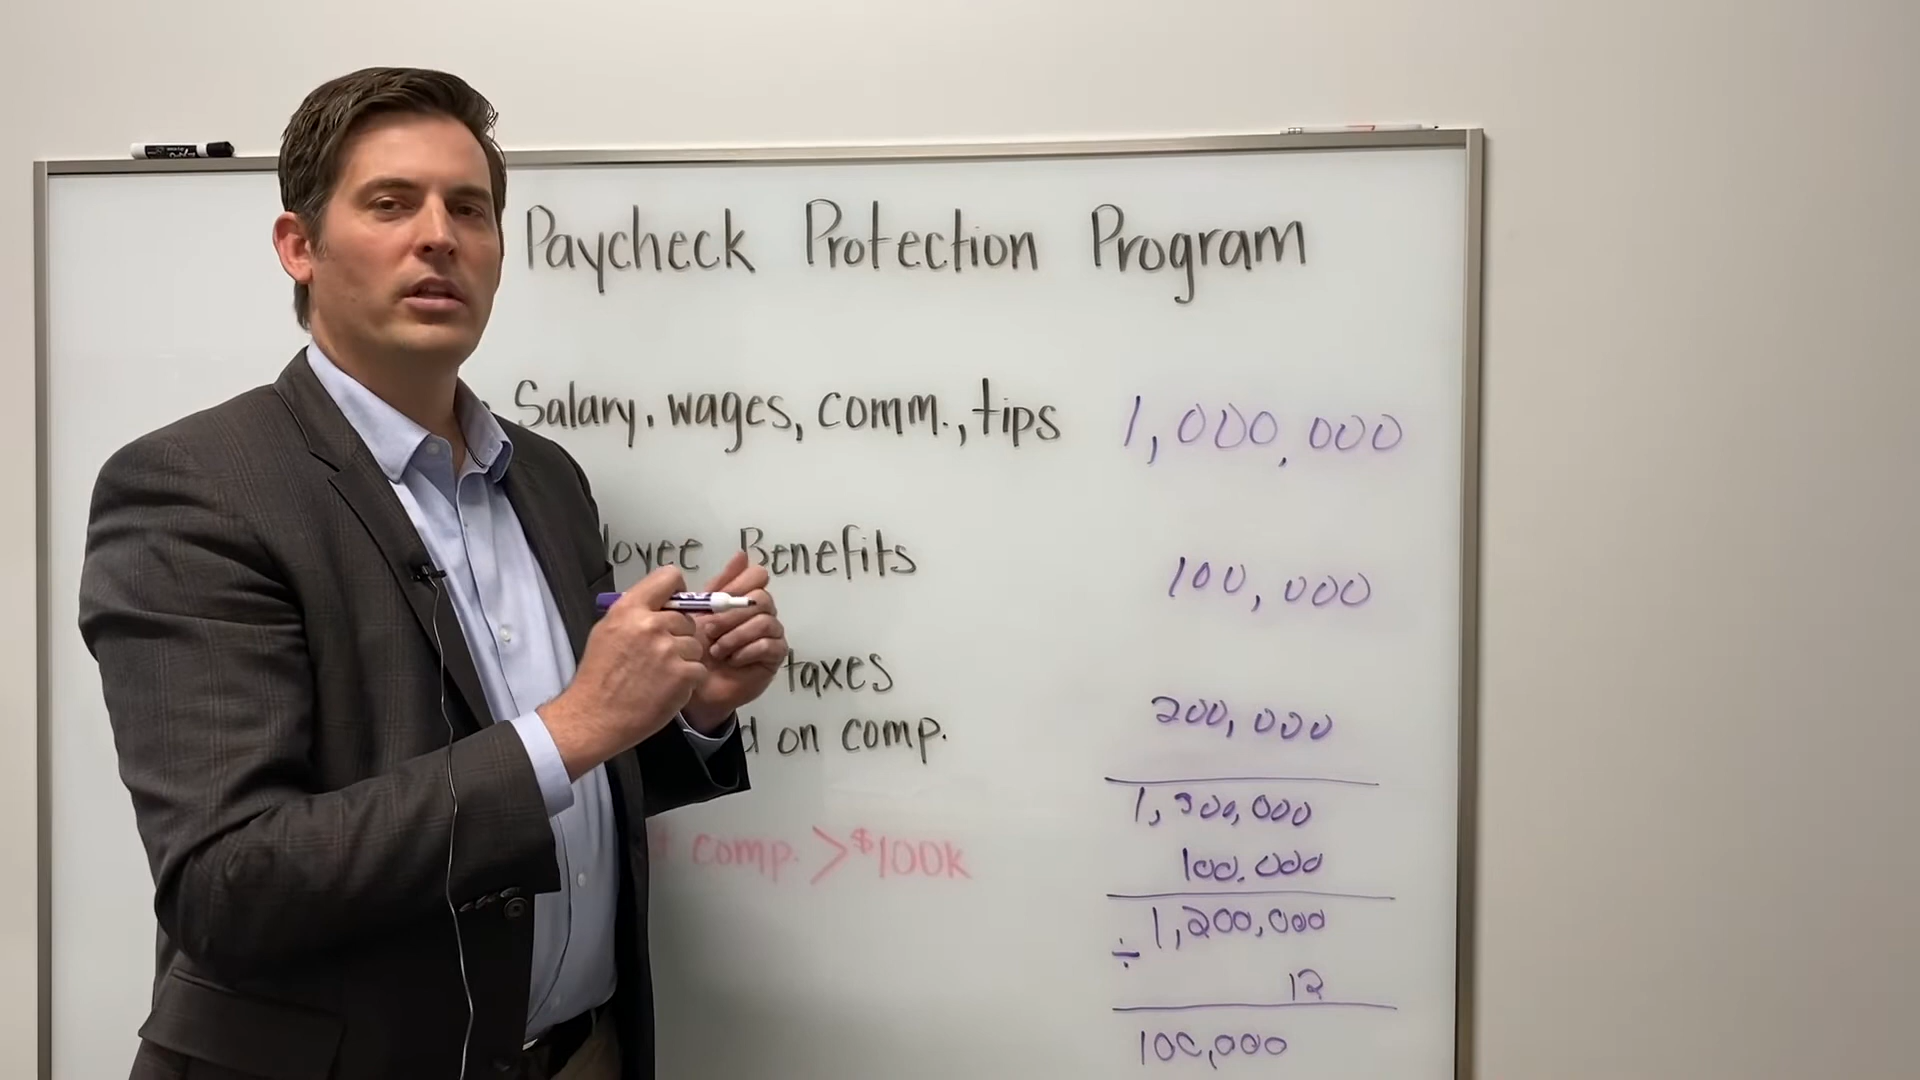 Paycheck Protection Program
Salary, wages, comm., tips 1,000,000
Benefits 100,000
taxes 200,000
on comp.
1,300,000
comp. >$100k 100,000
1,200,000
÷ 12
100,000